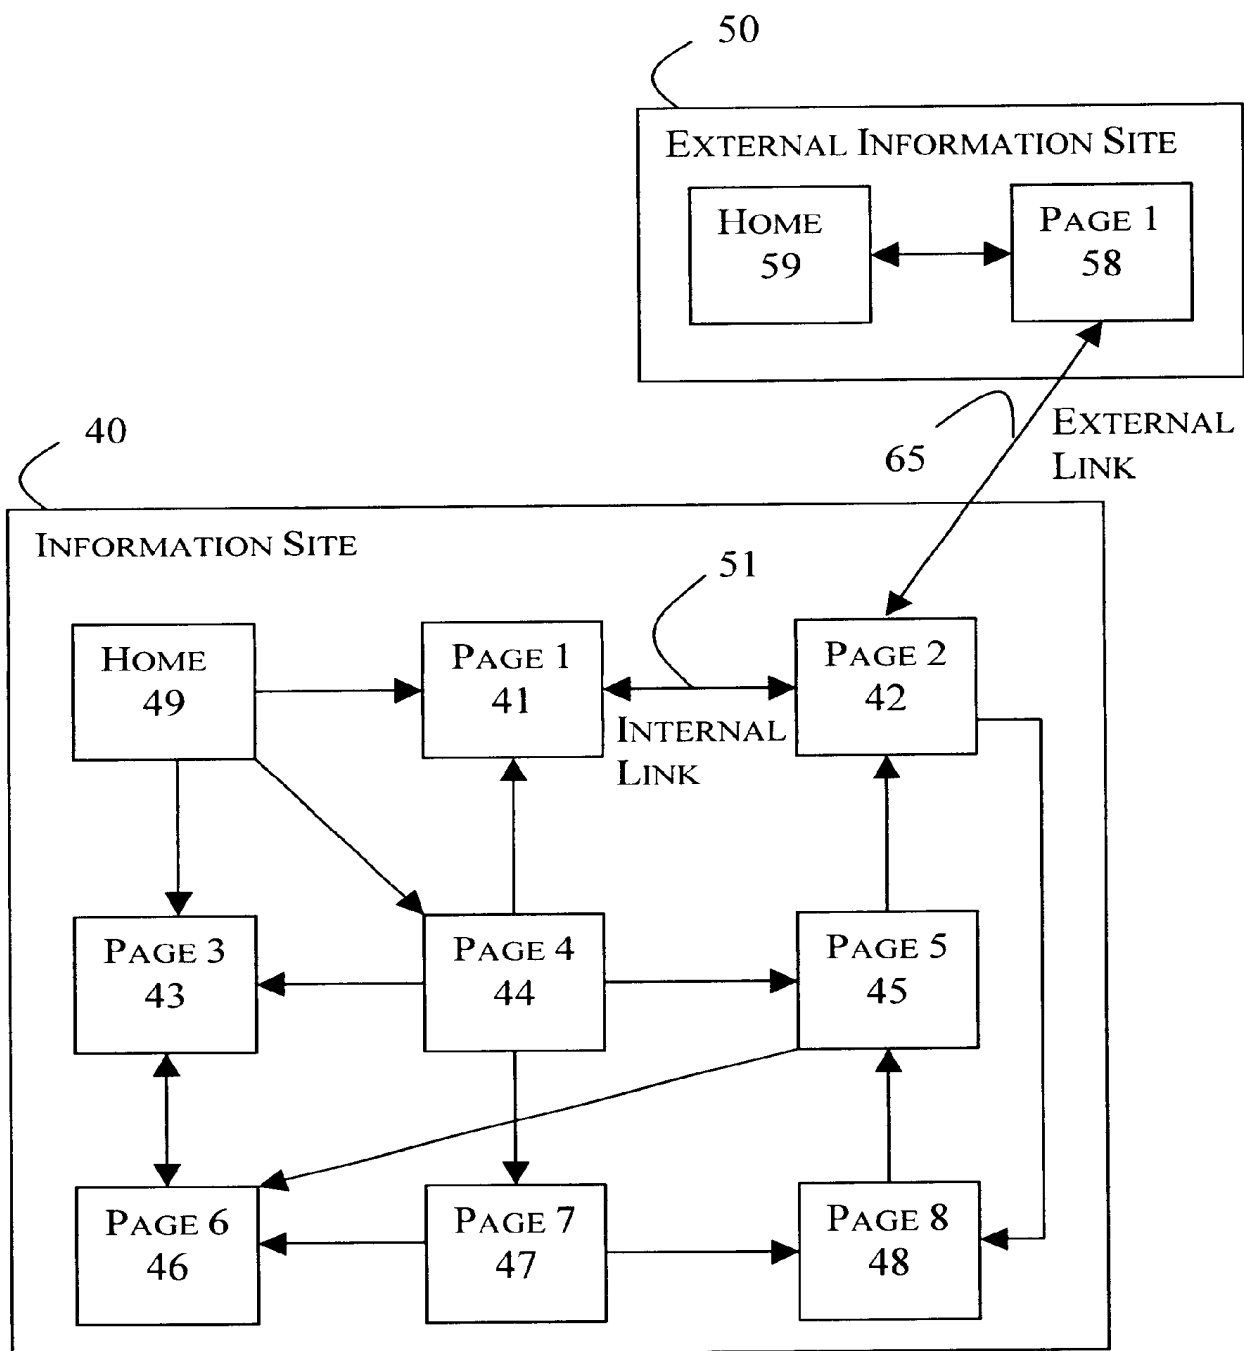 50
EXTERNAL INFORMATION SITE
HOME
59
PAGE 1
58
40
65
EXTERNAL
LINK
INFORMATION SITE
51
HOME
49
PAGE 1
41
INTERNAL
LINK
PAGE 2
42
PAGE 3
43
PAGE 4
44
PAGE 5
45
PAGE 6
46
PAGE 7
47
PAGE 8
48